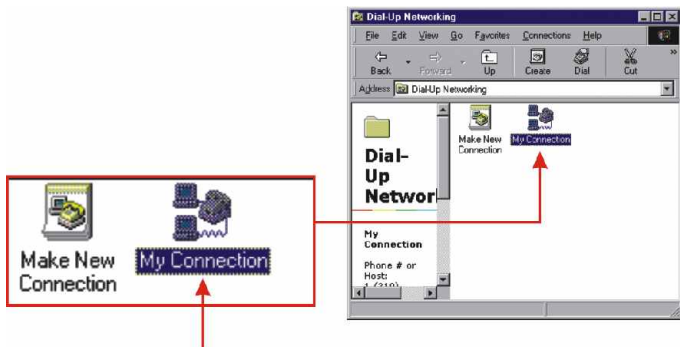 Dial-Up Networking
File Edit View Go Favorites Connections Help
Back Forward Up Create Dial Cut »
Address Dial-Up Networking
Make New
Connection
My Connection
Dial-
Up
Networ
My
Connection
Phone # or
Host:
Make New
Connection
My Connection